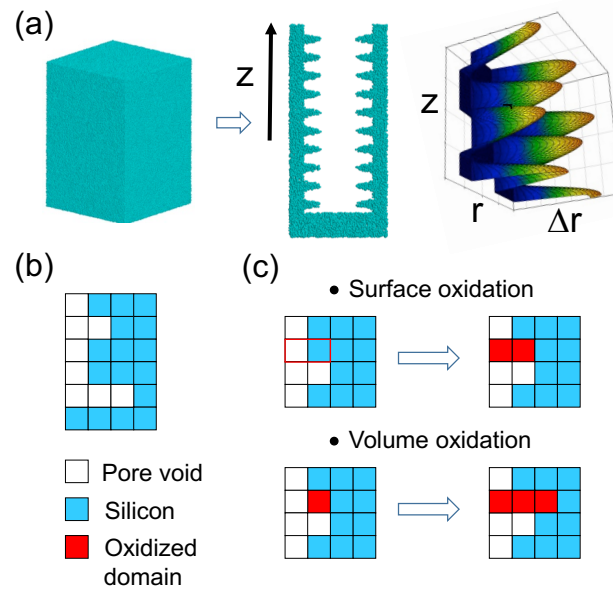 (a)
z
z
r
Δr
(b)
(c)
• Surface oxidation
• Volume oxidation
Pore void
Silicon
Oxidized
domain